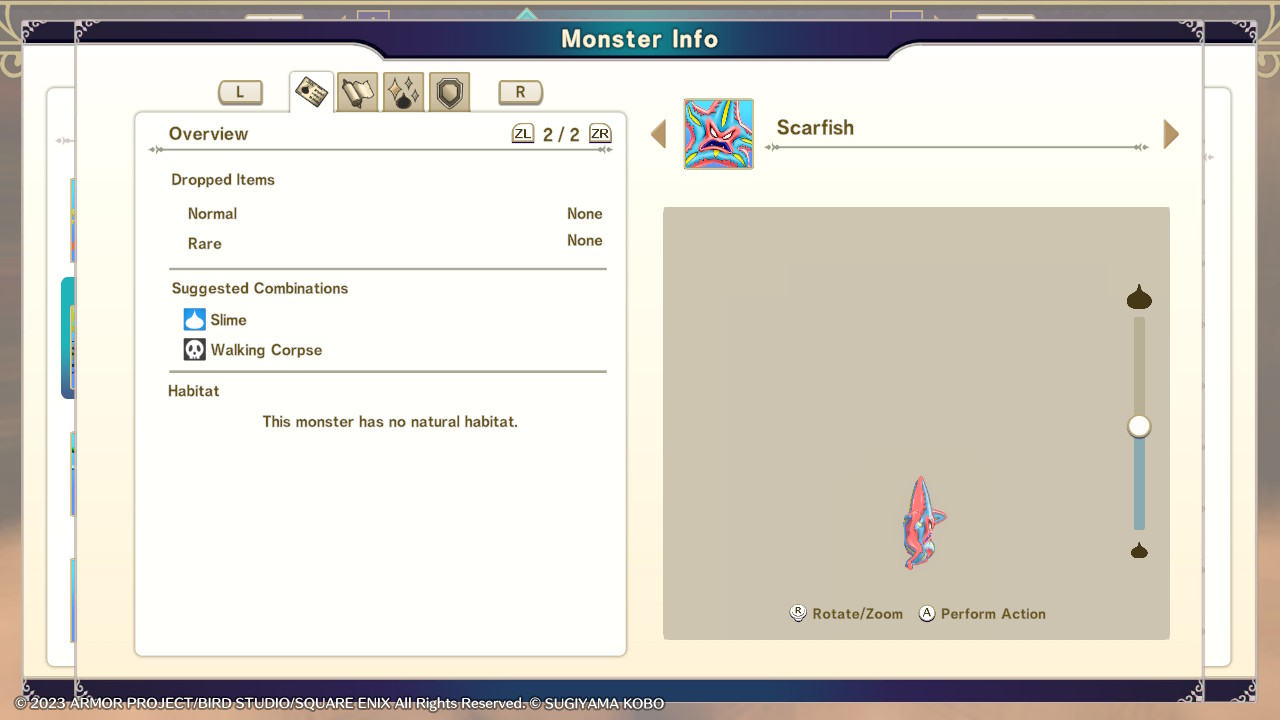 Monster Info
L
R
Overview
ZL 2 / 2 ZR
Dropped Items
Normal None
Rare None
Suggested Combinations
Slime
Walking Corpse
Habitat
This monster has no natural habitat.
Scarfish
R Rotate/Zoom A Perform Action
© 2023 ARMOR PROJECT/BIRD STUDIO/SQUARE ENIX All Rights Reserved. © SUGIYAMA KOBO